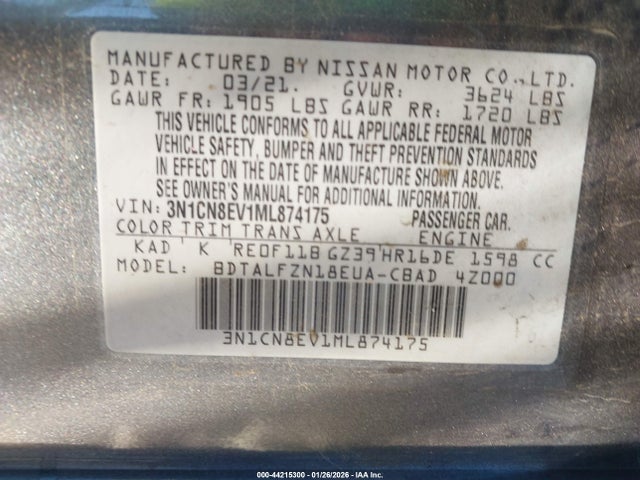 MANUFACTURED BY NISSAN MOTOR CO.,LTD.
DATE: 03/21. GVWR: 3624 LBS
GAWR FR: 1905 LBS GAWR RR: 1720 LBS
THIS VEHICLE CONFORMS TO ALL APPLICABLE FEDERAL MOTOR
VEHICLE SAFETY, BUMPER AND THEFT PREVENTION STANDARDS
IN EFFECT ON THE DATE OF MANUFACTURE SHOWN ABOVE.
SEE OWNER'S MANUAL FOR ADDITIONAL INFORMATION.
VIN: 3N1CN8EV1ML874175 PASSENGER CAR.
COLOR TRIM TRANS AXLE ENGINE
KAD K RE0F11B GZ39 HR16DE 1598 CC
MODEL: BDTALFZN18EUA-CBAD 4Z000
3N1CN8EV1ML874175
000-44215300 - 01/26/2026 - IAA Inc.